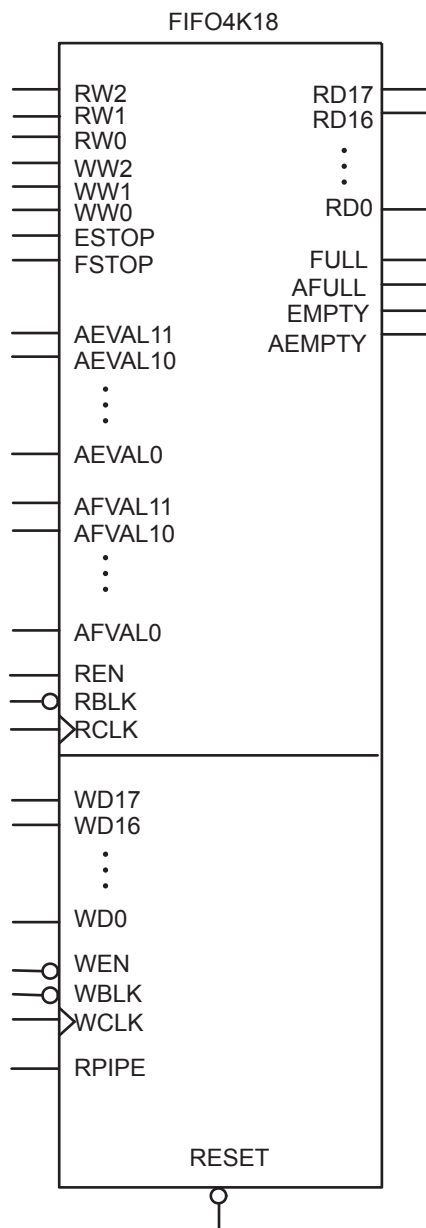 FIFO4K18
RW2
RW1
RW0
WW2
WW1
WW0
ESTOP
FSTOP
AEVAL11
AEVAL10
AEVAL0
AFVAL11
AFVAL10
AFVAL0
REN
RBLK
RCLK
RD17
RD16
RD0
FULL
AFULL
EMPTY
AEMPTY
WD17
WD16
WD0
WEN
WBLK
WCLK
RPIPE
RESET